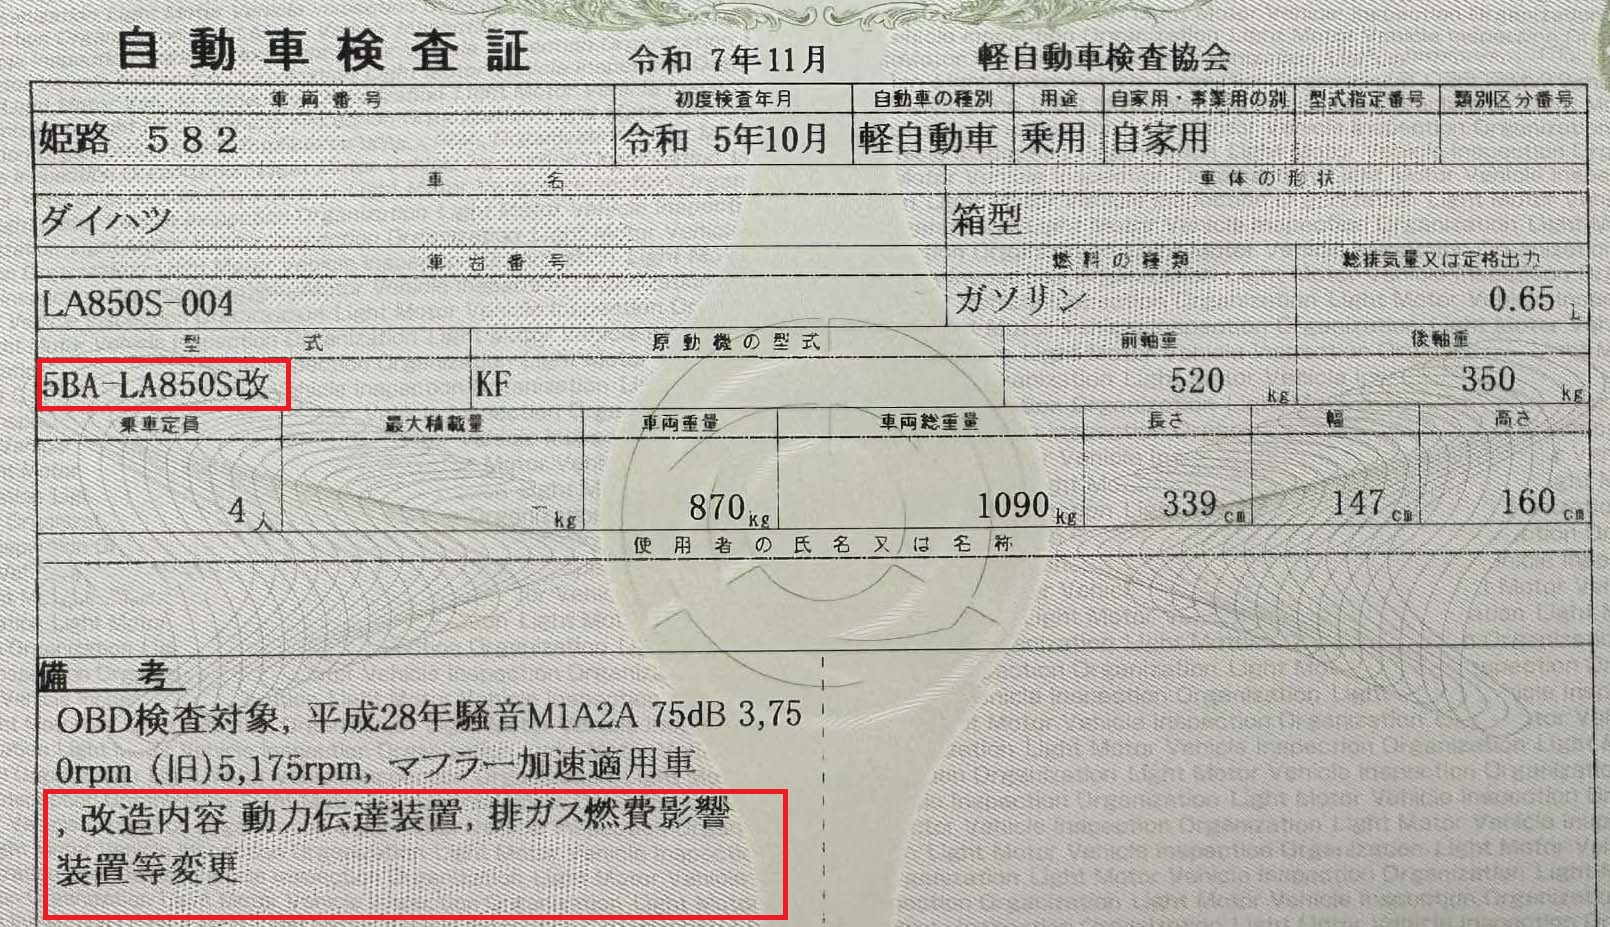 自動車検査証 令和 7年11月 軽自動車検査協会
車両番号 初度検査年月 自動車の種別 用途 自家用・事業用の別 型式指定番号 類別区分番号
姫路 582 令和 5年10月 軽自動車 乗用 自家用
車名 車体の形状
ダイハツ 箱型
車台番号 燃料の種類 総排気量又は定格出力
LA850S-004 ガソリン 0.65 L
型式 原動機の型式 前軸重 後軸重
5BA-LA850S改 KF 520 kg 350 kg
乗車定員 最大積載量 車両重量 車両総重量 長さ 幅 高さ
4人 -kg 870kg 1090kg 339cm 147cm 160cm
使用者の氏名又は名称
備考
OBD検査対象, 平成28年騒音M1A2A 75dB 3,75
0rpm (旧)5,175rpm, マフラー加速適用車
, 改造内容 動力伝達装置, 排ガス燃費影響
装置等変更